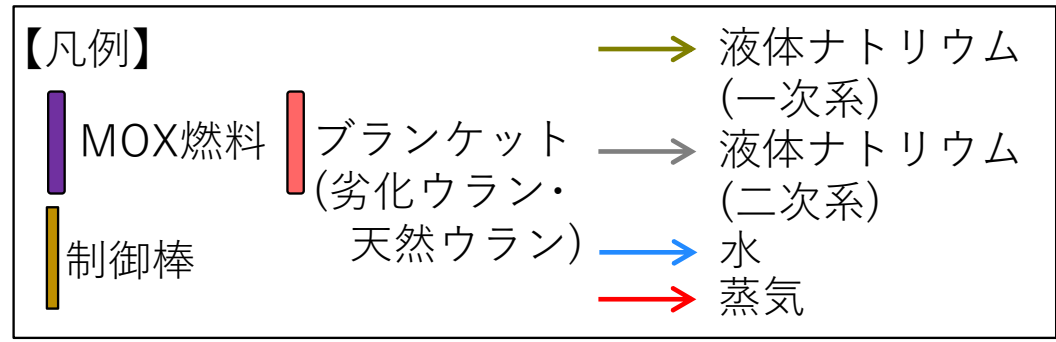 【凡例】
MOX燃料
制御棒
ブランケット
(劣化ウラン・
天然ウラン)
液体ナトリウム
(一次系)
液体ナトリウム
(二次系)
水
蒸気